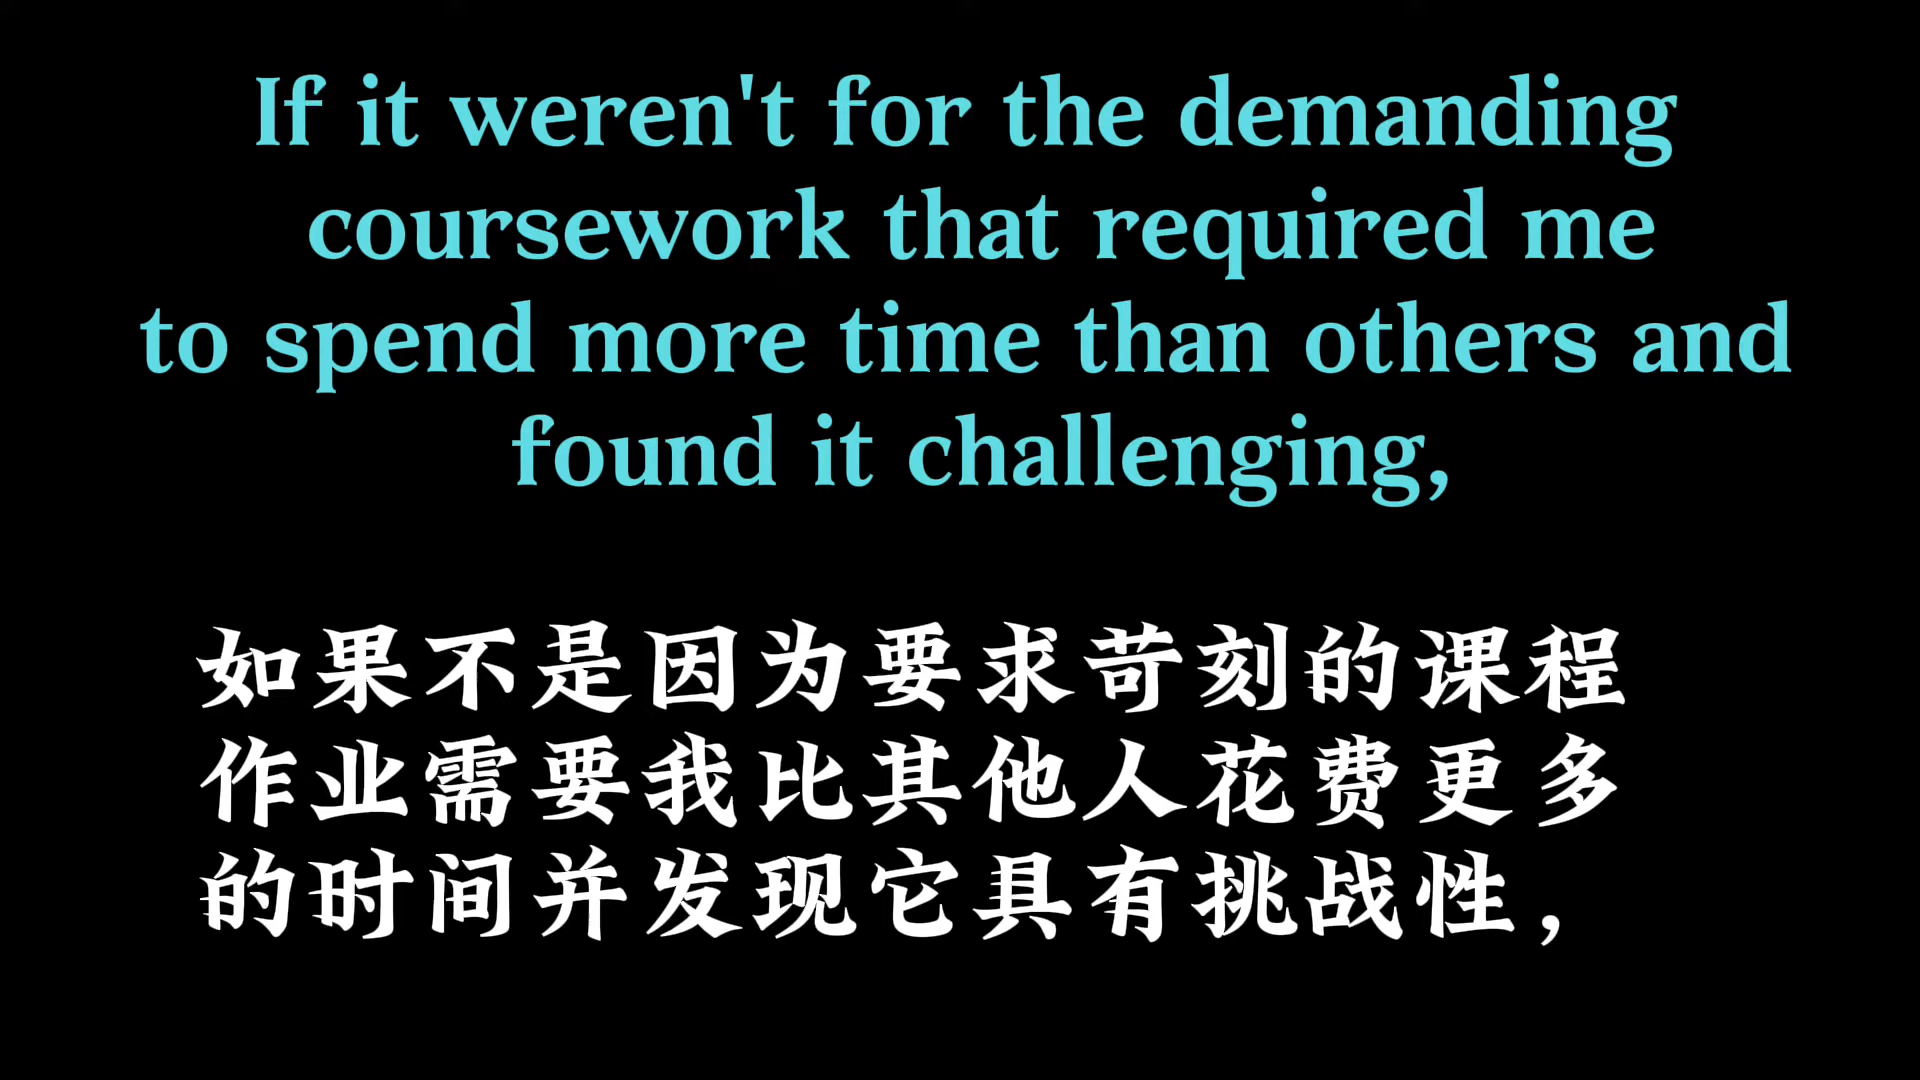 If it weren't for the demanding
coursework that required me
to spend more time than others and
found it challenging,
如果不是因为要求苛刻的课程
作业需要我比其他人花费更多
的时间并发现它具有挑战性，